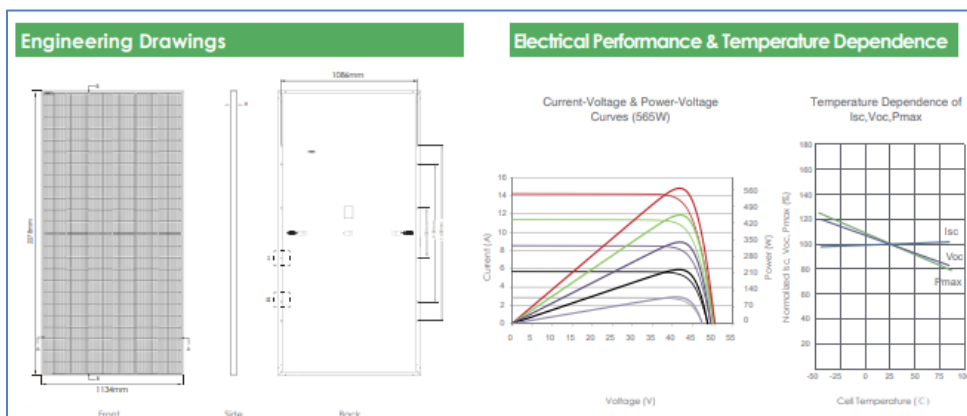 Engineering Drawings
1086mm
A
2278mm
1134mm
Front
Side
Back
Electrical Performance & Temperature Dependence
Current-Voltage & Power-Voltage
Curves (565W)
16
14
12
10
8
6
4
2
0
Current (A)
560
490
420
350
280
210
140
70
0
Power (W)
0 5 10 15 20 25 30 35 40 45 50 55
Voltage (V)
Temperature Dependence of
Isc,Voc,Pmax
180
160
140
120
100
80
60
40
20
Normalized Isc, Voc, Pmax (%)
Isc
Voc
Pmax
-50 -25 0 25 50 75 100
Cell Temperature (℃)